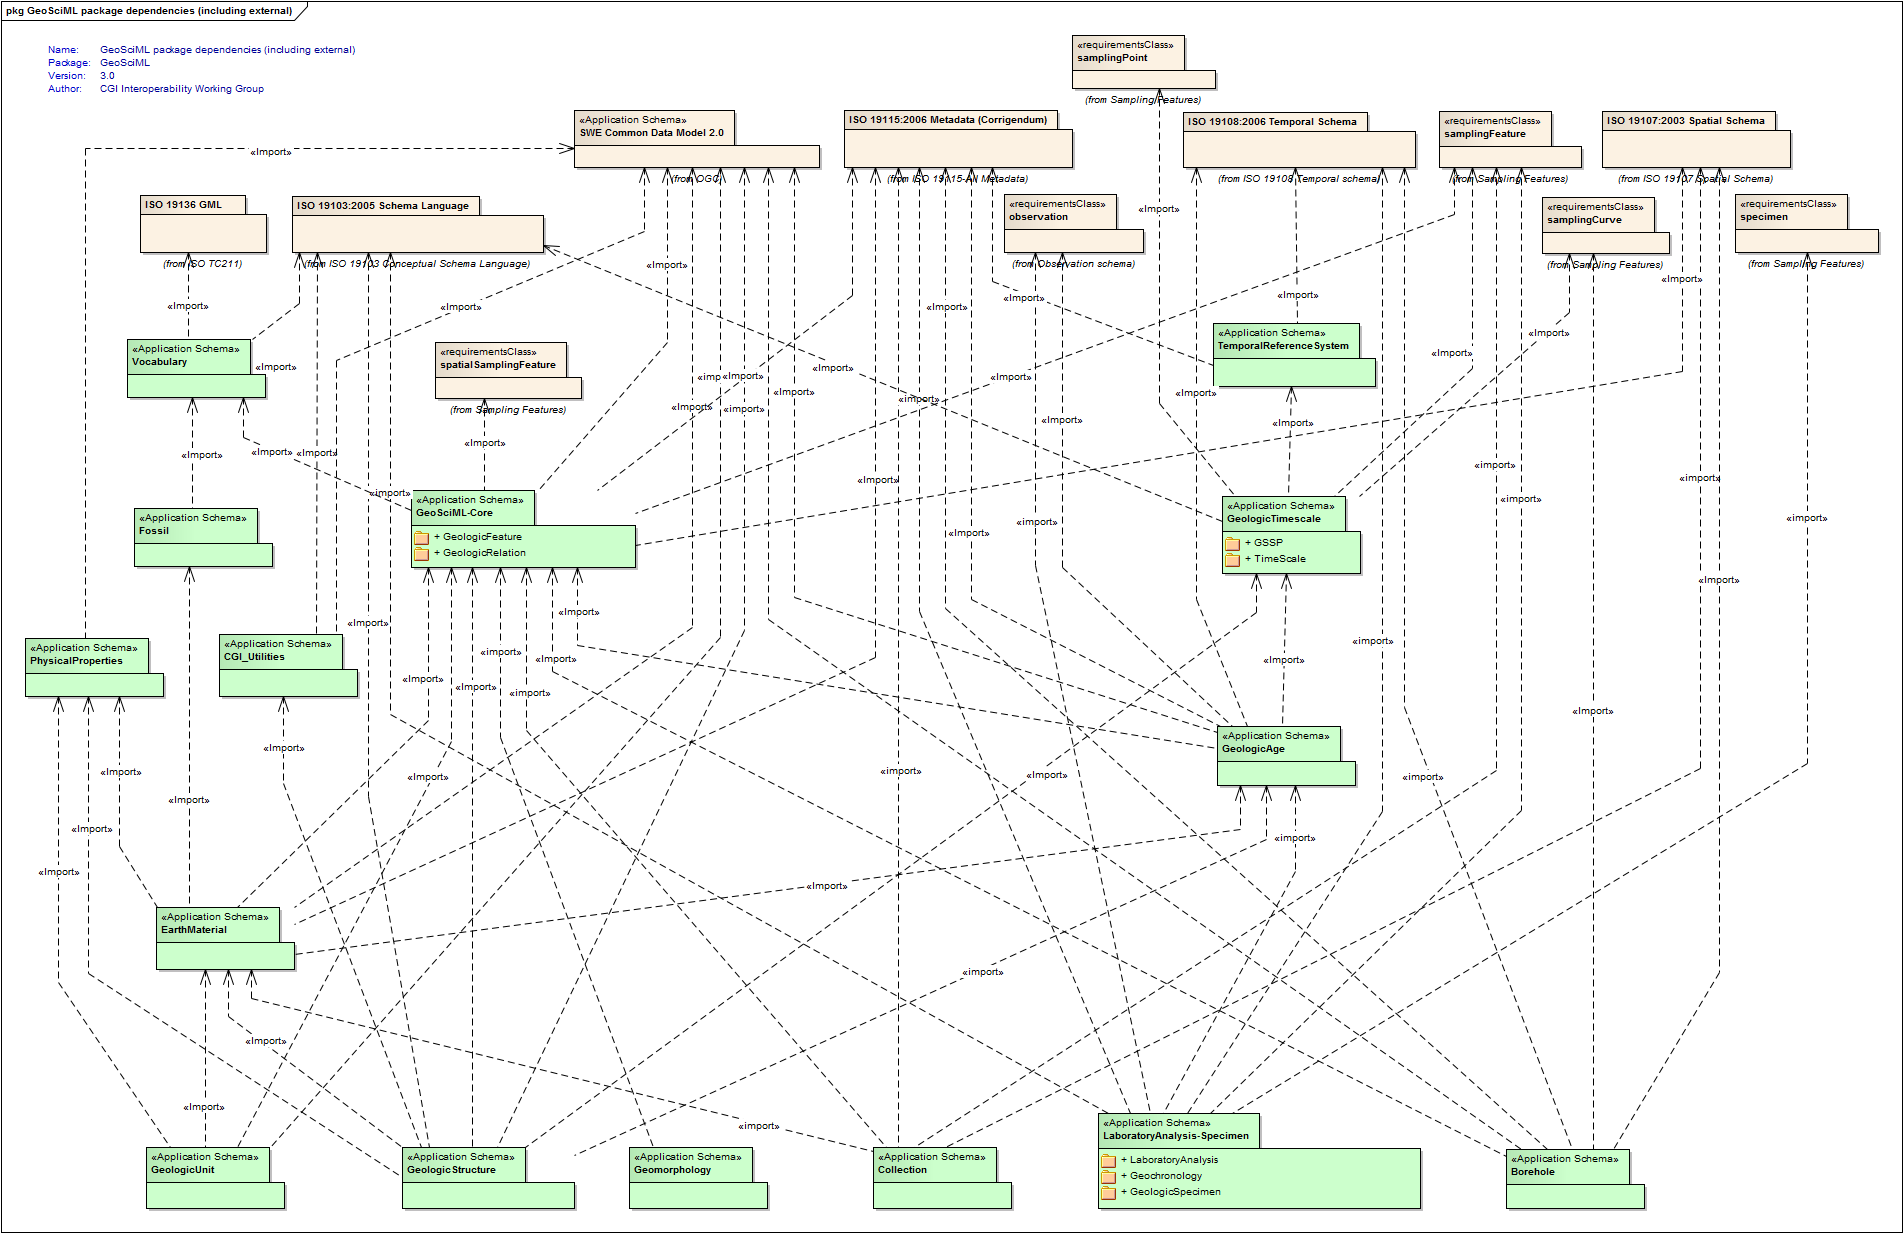 pkg GeoSciML package dependencies (including external)
Name: GeoSciML package dependencies (including external)
Package: GeoSciML
Version: 3.0
Author: CGI Interoperability Working Group
«requirementsClass»
samplingPoint
(from Sampling Features)
«Application Schema»
SWE Common Data Model 2.0
(from OGC)
ISO 19115:2006 Metadata (Corrigendum)
(from ISO 19115-All Metadata)
ISO 19108:2006 Temporal Schema
(from ISO 19108 Temporal schema)
«requirementsClass»
samplingFeature
(from Sampling Features)
ISO 19107:2003 Spatial Schema
(from ISO 19107 Spatial Schema)
«Import»
ISO 19136 GML
(from ISO TC211)
ISO 19103:2005 Schema Language
(from ISO 19103 Conceptual Schema Language)
«requirementsClass»
observation
(from Observation schema)
«Import»
«requirementsClass»
samplingCurve
(from Sampling Features)
«requirementsClass»
specimen
(from Sampling Features)
«Import»
«import»
«Import»
«Import»
«Import»
«import»
«Import»
«Import»
«Import»
«Application Schema»
Vocabulary
«Import»
«requirementsClass»
spatialSamplingFeature
(from Sampling Features)
«Application Schema»
TemporalReferenceSystem
«Import»
«Import»
«Import»
«Import»
«Import»
«import»
«import»
«import»
«Import»
«import»
«Import»
«Import»
«Import»
«Import»
«Import»
«Import»
«Import»
«import»
«import»
«import»
«import»
«Import»
«Application Schema»
GeoSciML-Core
+ GeologicFeature
+ GeologicRelation
«Application Schema»
GeologicTimescale
+ GSSP
+ TimeScale
«Application Schema»
Fossil
«import»
«import»
«import»
«Import»
«Import»
«Import»
«import»
«Import»
«import»
«Import»
«Import»
«Import»
«import»
«Import»
«Application Schema»
PhysicalProperties
«Application Schema»
CGI_Utilities
«Import»
«Application Schema»
GeologicAge
«Import»
«Import»
«Import»
«import»
«Import»
«import»
«Import»
«Import»
«import»
«Import»
«Import»
«Application Schema»
EarthMaterial
«import»
«Import»
«Import»
«import»
«Application Schema»
GeologicUnit
«Application Schema»
GeologicStructure
«Application Schema»
Geomorphology
«Application Schema»
Collection
«Application Schema»
LaboratoryAnalysis-Specimen
+ LaboratoryAnalysis
+ Geochronology
+ GeologicSpecimen
«Application Schema»
Borehole